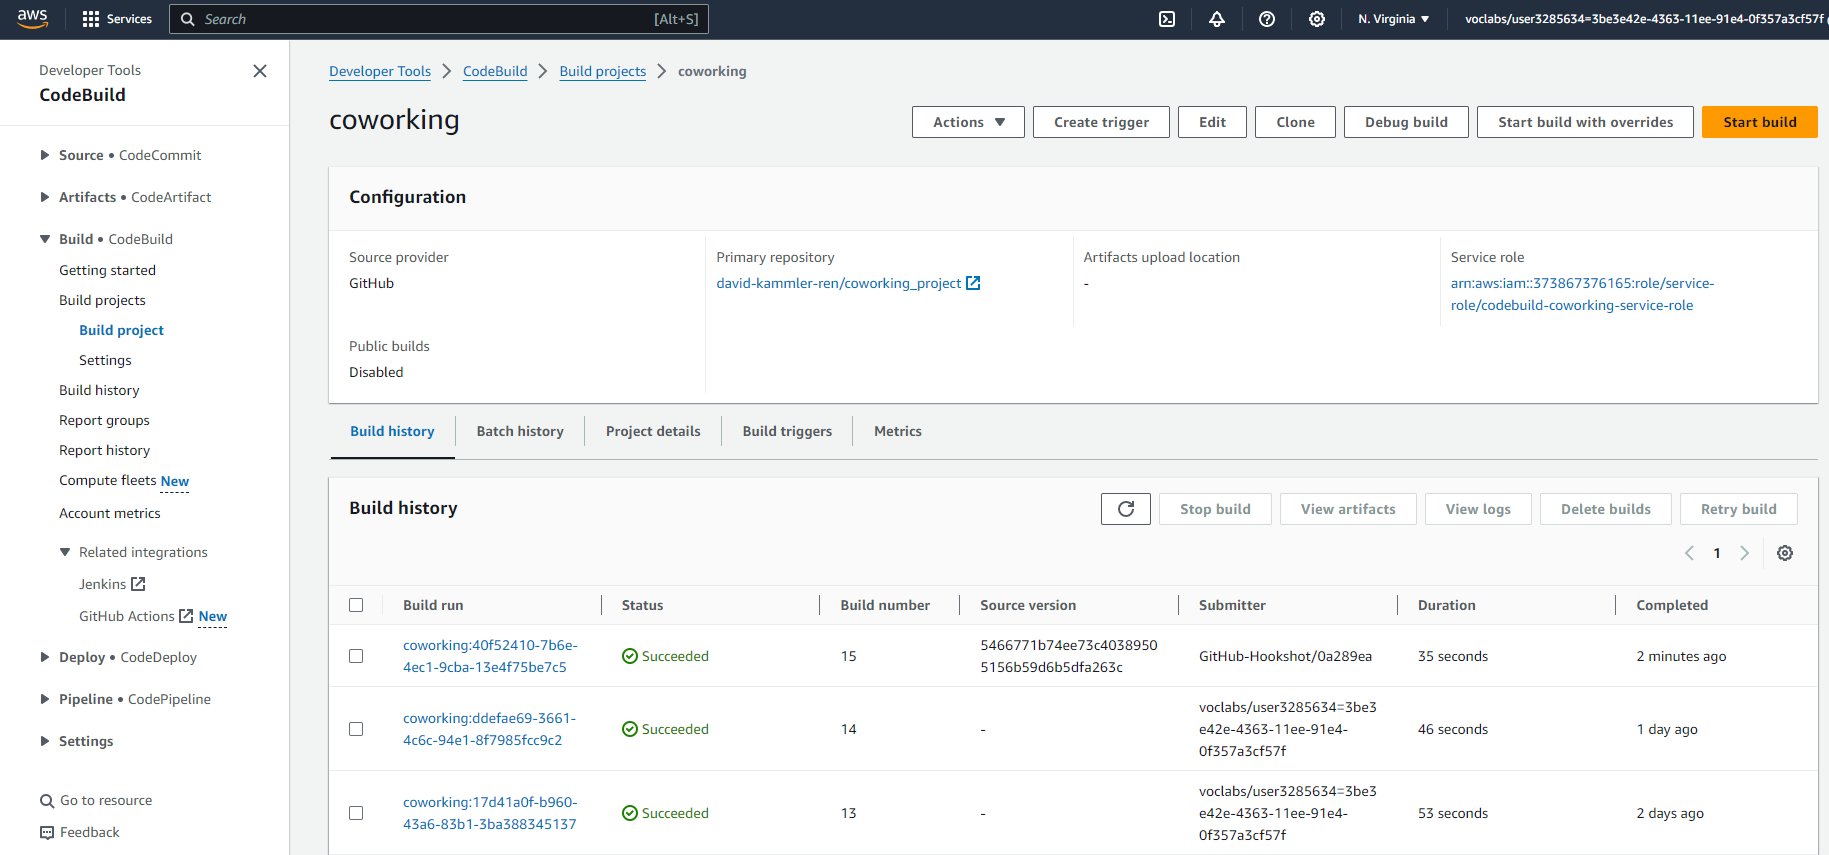 aws
Services
Search
[Alt+S]
N. Virginia
voclabs/user3285634=3be3e42e-4363-11ee-91e4-0f357a3cf57f
Developer Tools
CodeBuild
Source • CodeCommit
Artifacts • CodeArtifact
Build • CodeBuild
Getting started
Build projects
Build project
Settings
Build history
Report groups
Report history
Compute fleets New
Account metrics
Related integrations
Jenkins
GitHub Actions New
Deploy • CodeDeploy
Pipeline • CodePipeline
Settings
Go to resource
Feedback
Developer Tools > CodeBuild > Build projects > coworking
coworking
Actions
Create trigger
Edit
Clone
Debug build
Start build with overrides
Start build
Configuration
Source provider
GitHub
Primary repository
david-kammler-ren/coworking_project
Artifacts upload location
-
Service role
arn:aws:iam::373867376165:role/service-
role/codebuild-coworking-service-role
Public builds
Disabled
Build history
Batch history
Project details
Build triggers
Metrics
Build history
Stop build
View artifacts
View logs
Delete builds
Retry build
1
Build run
Status
Build number
Source version
Submitter
Duration
Completed
coworking:40f52410-7b6e-
4ec1-9cba-13e4f75be7c5
Succeeded
15
5466771b74ee73c4038950
5156b59d6b5dfa263c
GitHub-Hookshot/0a289ea
35 seconds
2 minutes ago
coworking:ddefae69-3661-
4c6c-94e1-8f7985fcc9c2
Succeeded
14
-
voclabs/user3285634=3be3
e42e-4363-11ee-91e4-
0f357a3cf57f
46 seconds
1 day ago
coworking:17d41a0f-b960-
43a6-83b1-3ba388345137
Succeeded
13
-
voclabs/user3285634=3be3
e42e-4363-11ee-91e4-
0f357a3cf57f
53 seconds
2 days ago